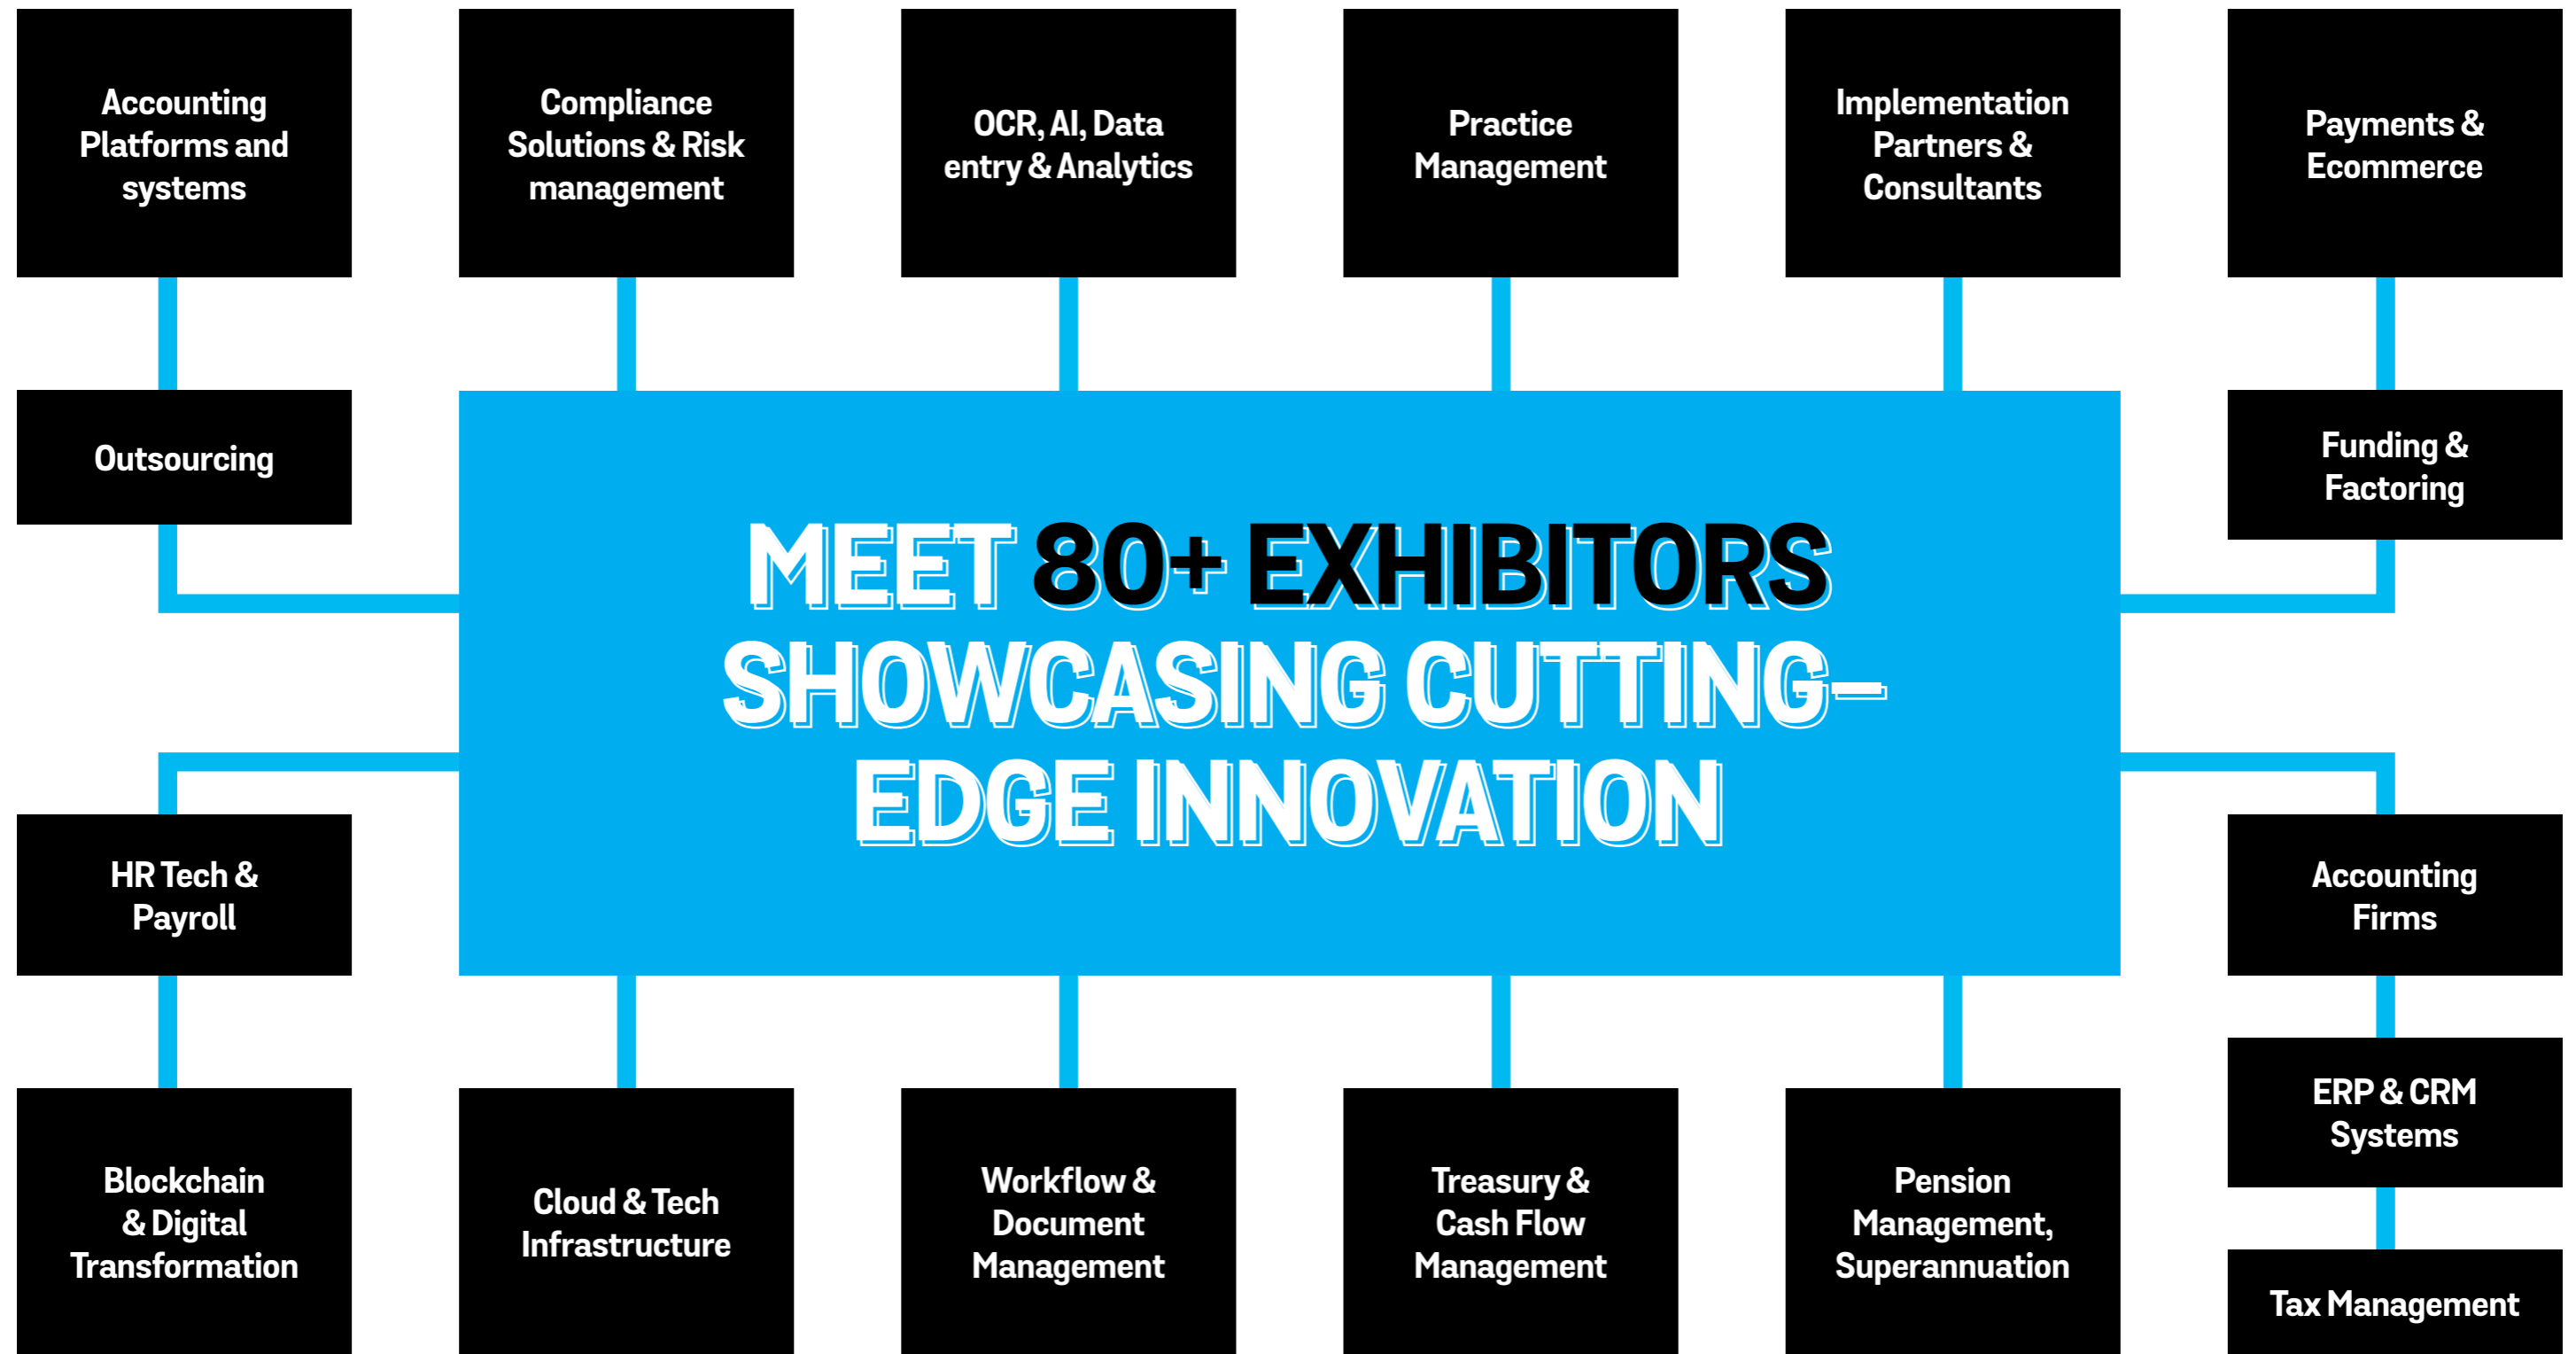 Accounting
Platforms and
systems
Compliance
Solutions & Risk
management
OCR, AI, Data
entry & Analytics
Practice
Management
Implementation
Partners &
Consultants
Payments &
Ecommerce
Outsourcing
Funding &
Factoring
MEET 80+ EXHIBITORS
SHOWCASING CUTTING–
EDGE INNOVATION
HR Tech &
Payroll
Accounting
Firms
ERP & CRM
Systems
Blockchain
& Digital
Transformation
Cloud & Tech
Infrastructure
Workflow &
Document
Management
Treasury &
Cash Flow
Management
Pension
Management,
Superannuation
Tax Management